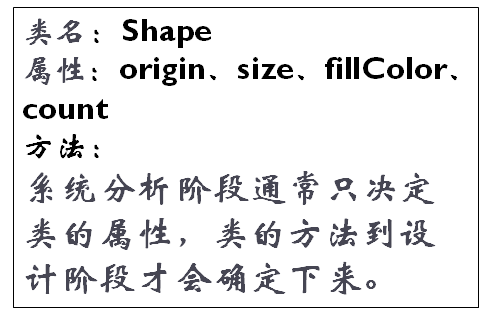 类名：Shape
属性：origin、size、fillColor、
count
方法：
系统分析阶段通常只决定
类的属性，类的方法到设
计阶段才会确定下来。